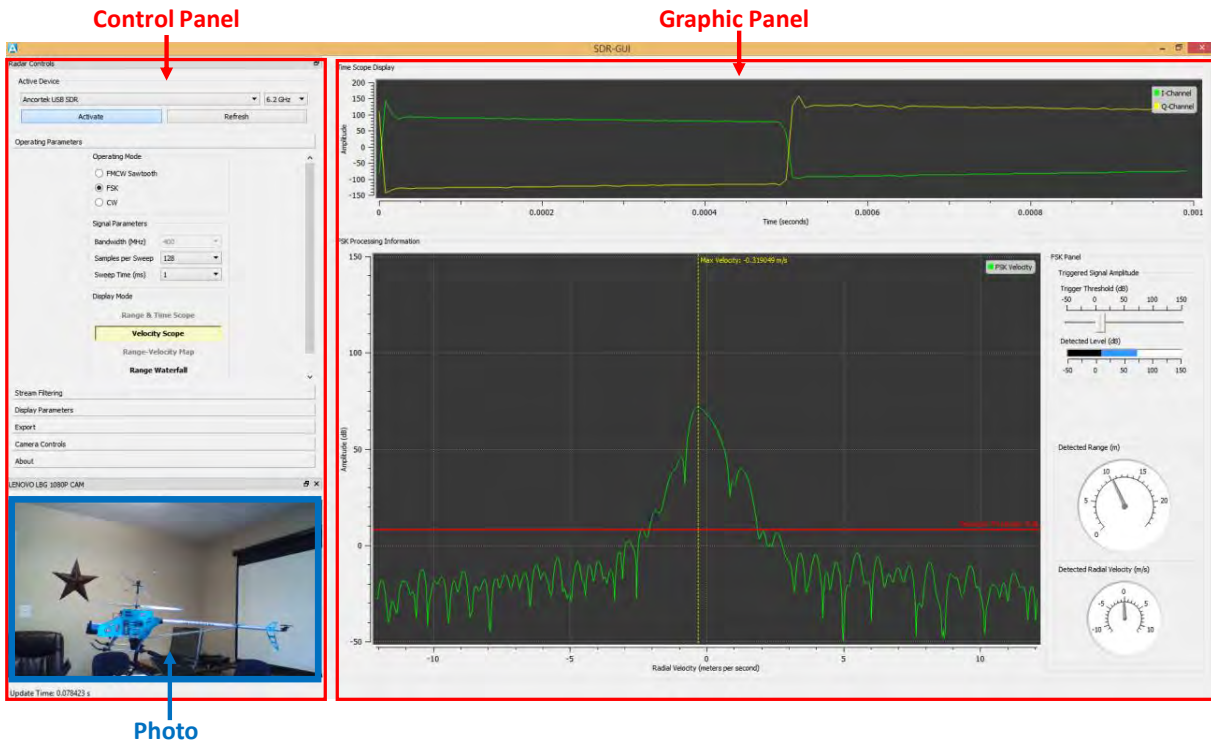 Control Panel
Graphic Panel
SDR-GUI
Radar Controls
Active Device
Ancortek USB SDR
6.2 GHz
Activate
Refresh
Operating Parameters
Operating Mode
FMCW Sawtooth
FSK
CW
Signal Parameters
Bandwidth (MHz)
400
Samples per Sweep
128
Sweep Time (ms)
1
Display Mode
Range & Time Scope
Velocity Scope
Range-Velocity Map
Range Waterfall
Stream Filtering
Display Parameters
Export
Camera Controls
About
LENOVO LBG 1080P CAM
Update Time: 0.078423 s
Photo
Time Scope Display
200
150
100
50
0
-50
-100
-150
Amplitude
I-Channel
Q-Channel
0
0.0002
0.0004
0.0006
0.0008
0.001
Time (seconds)
FSK Processing Information
150
100
50
0
-50
Amplitude (dB)
Max Velocity: -0.319049 m/s
FSK Velocity
-10
-5
0
5
10
Radial Velocity (meters per second)
FSK Panel
Triggered Signal Amplitude
Trigger Threshold (dB)
-50 0 50 100 150
Detected Level (dB)
-50 0 50 100 150
Detected Range (m)
0
5
10
15
20
Detected Radial Velocity (m/s)
-10
-5
0
5
10